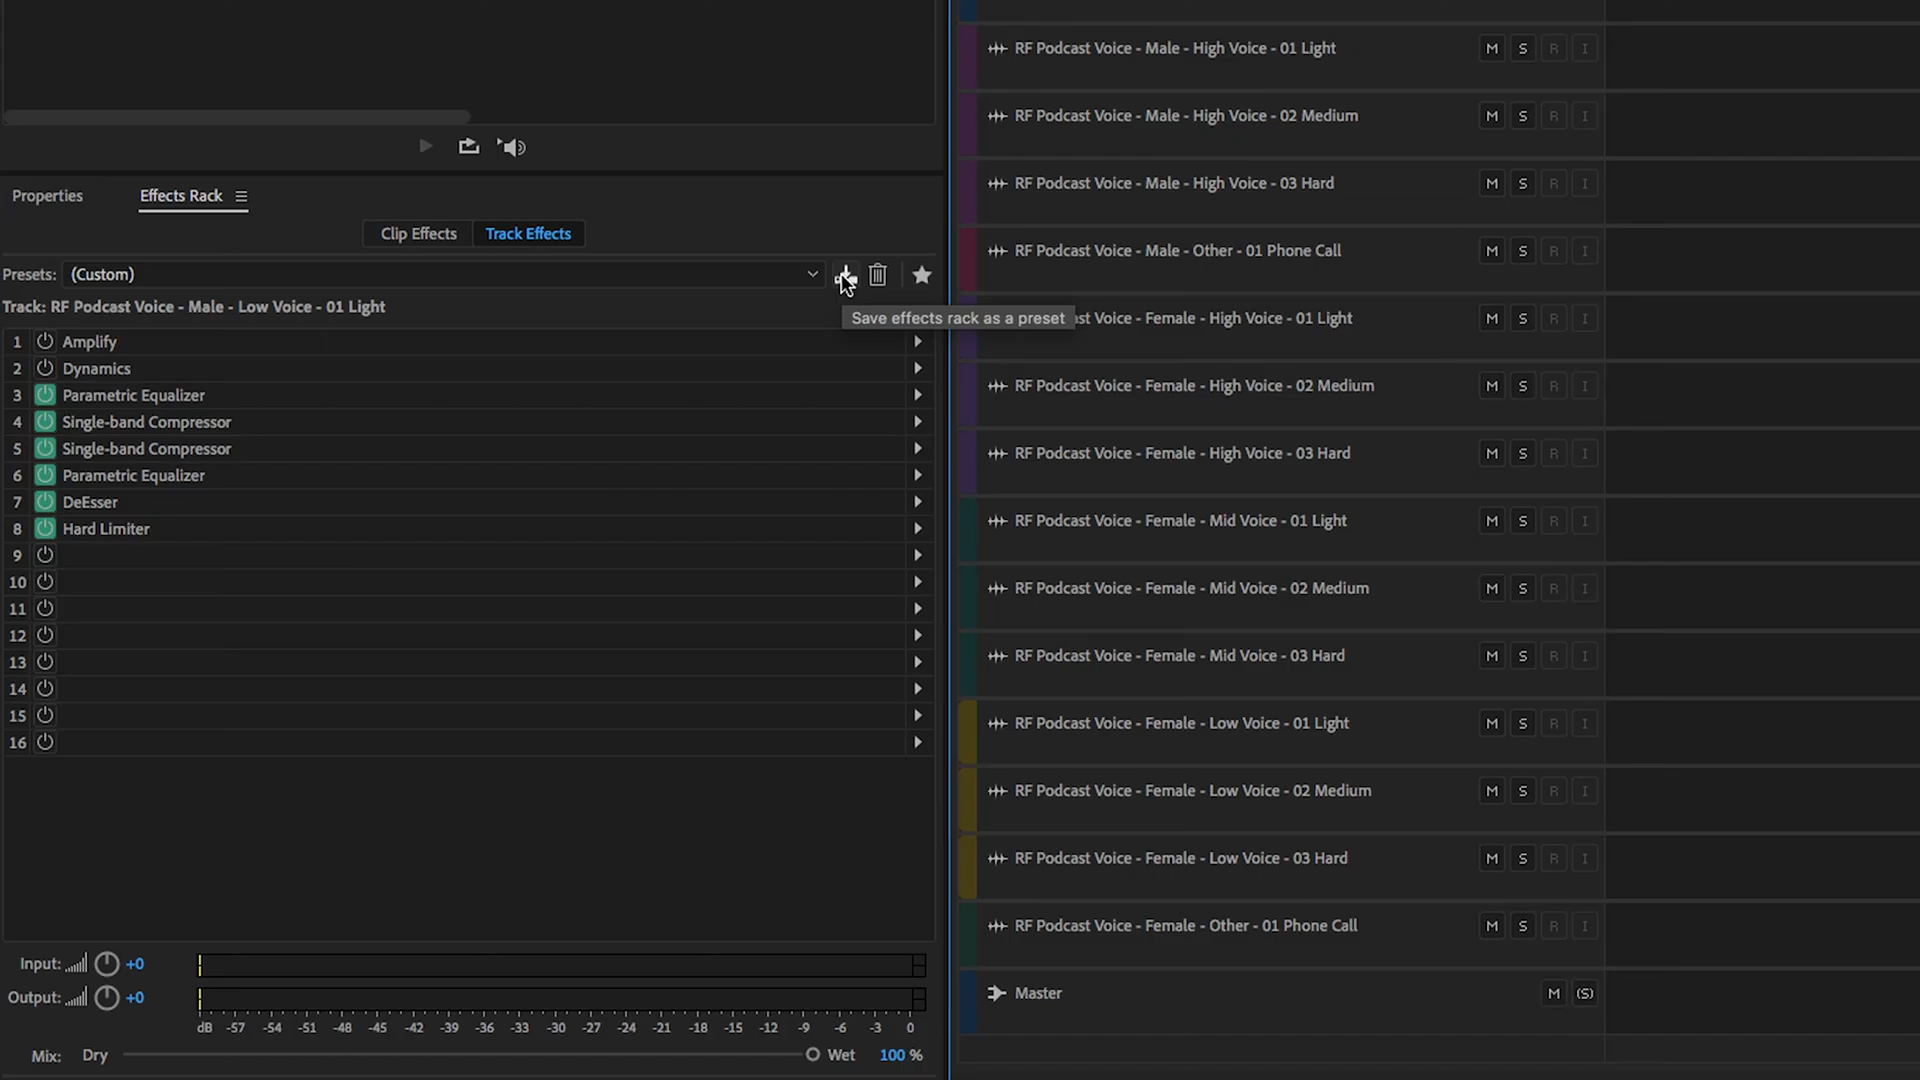 Properties
Effects Rack
Clip Effects
Track Effects
Presets: (Custom)
Save effects rack as a preset
Track: RF Podcast Voice - Male - Low Voice - 01 Light
1 Amplify
2 Dynamics
3 Parametric Equalizer
4 Single-band Compressor
5 Single-band Compressor
6 Parametric Equalizer
7 DeEsser
8 Hard Limiter
9
10
11
12
13
14
15
16
Input: +0
Output: +0
dB -57 -54 -51 -48 -45 -42 -39 -36 -33 -30 -27 -24 -21 -18 -15 -12 -9 -6 -3 0
Mix: Dry Wet 100 %
RF Podcast Voice - Male - High Voice - 01 Light M S R I
RF Podcast Voice - Male - High Voice - 02 Medium M S R I
RF Podcast Voice - Male - High Voice - 03 Hard M S R I
RF Podcast Voice - Male - Other - 01 Phone Call M S R I
st Voice - Female - High Voice - 01 Light M S R I
RF Podcast Voice - Female - High Voice - 02 Medium M S R I
RF Podcast Voice - Female - High Voice - 03 Hard M S R I
RF Podcast Voice - Female - Mid Voice - 01 Light M S R I
RF Podcast Voice - Female - Mid Voice - 02 Medium M S R I
RF Podcast Voice - Female - Mid Voice - 03 Hard M S R I
RF Podcast Voice - Female - Low Voice - 01 Light M S R I
RF Podcast Voice - Female - Low Voice - 02 Medium M S R I
RF Podcast Voice - Female - Low Voice - 03 Hard M S R I
RF Podcast Voice - Female - Other - 01 Phone Call M S R I
Master M (S)